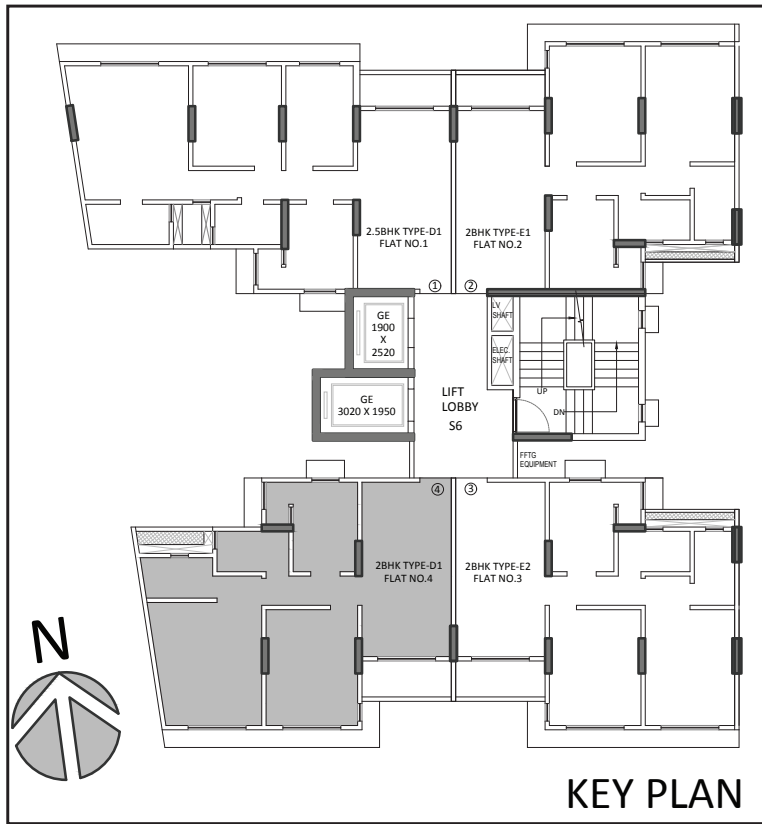 2.5BHK TYPE-D1
FLAT NO.1
2BHK TYPE-E1
FLAT NO.2
1
2
GE
1900
X
2520
LV
SHAFT
ELEC.
SHAFT
GE
3020 X 1950
LIFT
LOBBY
S6
UP
DN
FFTG
EQUIPMENT
4
3
2BHK TYPE-D1
FLAT NO.4
2BHK TYPE-E2
FLAT NO.3
N
KEY PLAN